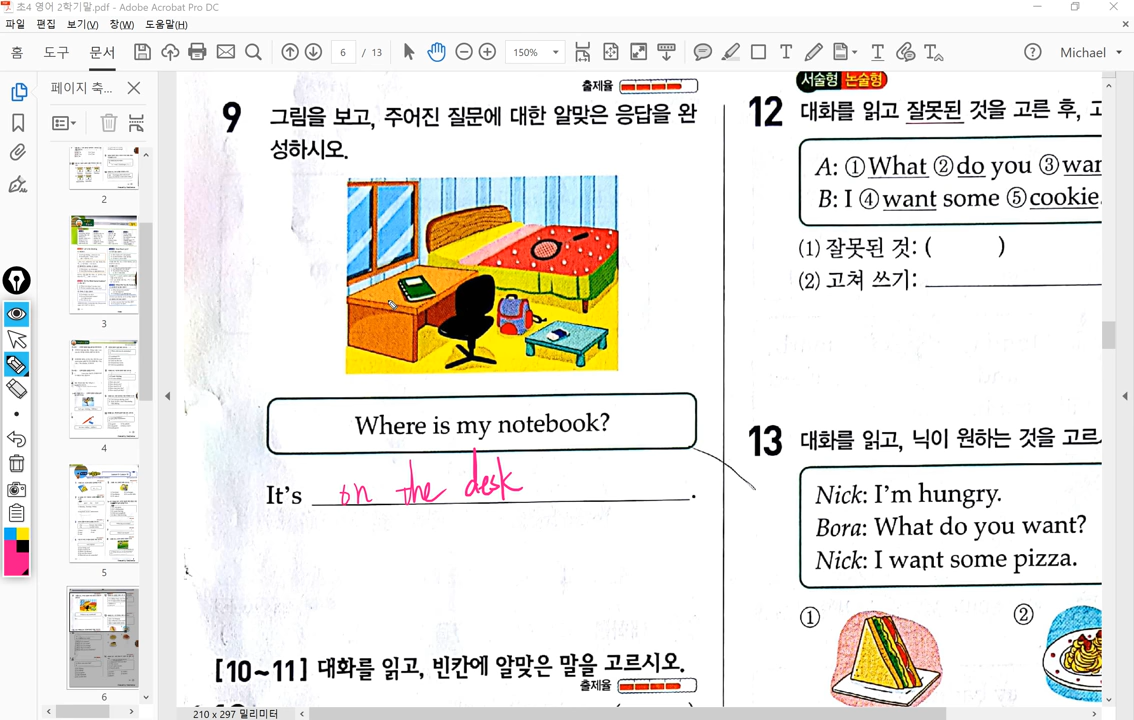 초4 영어 2학기말.pdf - Adobe Acrobat Pro DC
파일 편집 보기(V) 창(W) 도움말(H)
홈 도구 문서 6 / 13 150% Michael
페이지 축...
2
3
4
5
6
출제율
9 그림을 보고, 주어진 질문에 대한 알맞은 응답을 완
성하시오.
Where is my notebook?
It's on the desk.
[10~11] 대화를 읽고, 빈칸에 알맞은 말을 고르시오.
출제율
서술형 논술형
12 대화를 읽고 잘못된 것을 고른 후, 고
A: ①What ②do you ③wan
B: I ④want some ⑤cookie
(1) 잘못된 것: ( )
(2) 고쳐 쓰기:
13 대화를 읽고, 닉이 원하는 것을 고르
Nick: I'm hungry.
Bora: What do you want?
Nick: I want some pizza.
① ②
210 x 297 밀리미터